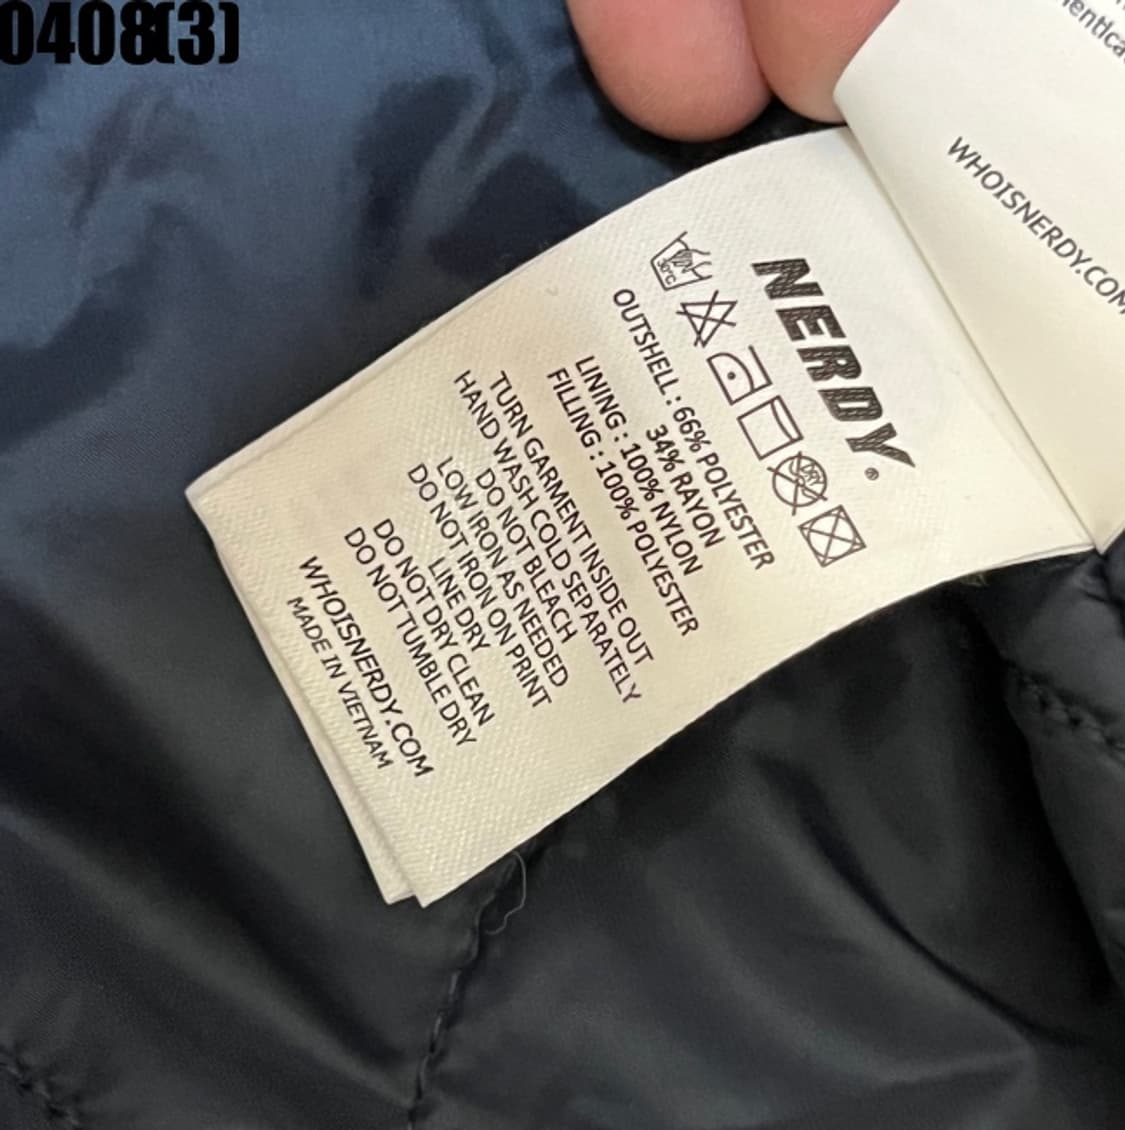 0408(3)
WHOISNERDY.COM
NERDY®
30°C
DRY
OUTSHELL : 66% POLYESTER
34% RAYON
LINING : 100% NYLON
FILLING : 100% POLYESTER
TURN GARMENT INSIDE OUT
HAND WASH COLD SEPARATELY
DO NOT BLEACH
LOW IRON AS NEEDED
DO NOT IRON ON PRINT
LINE DRY
DO NOT DRY CLEAN
DO NOT TUMBLE DRY
WHOISNERDY.COM
MADE IN VIETNAM